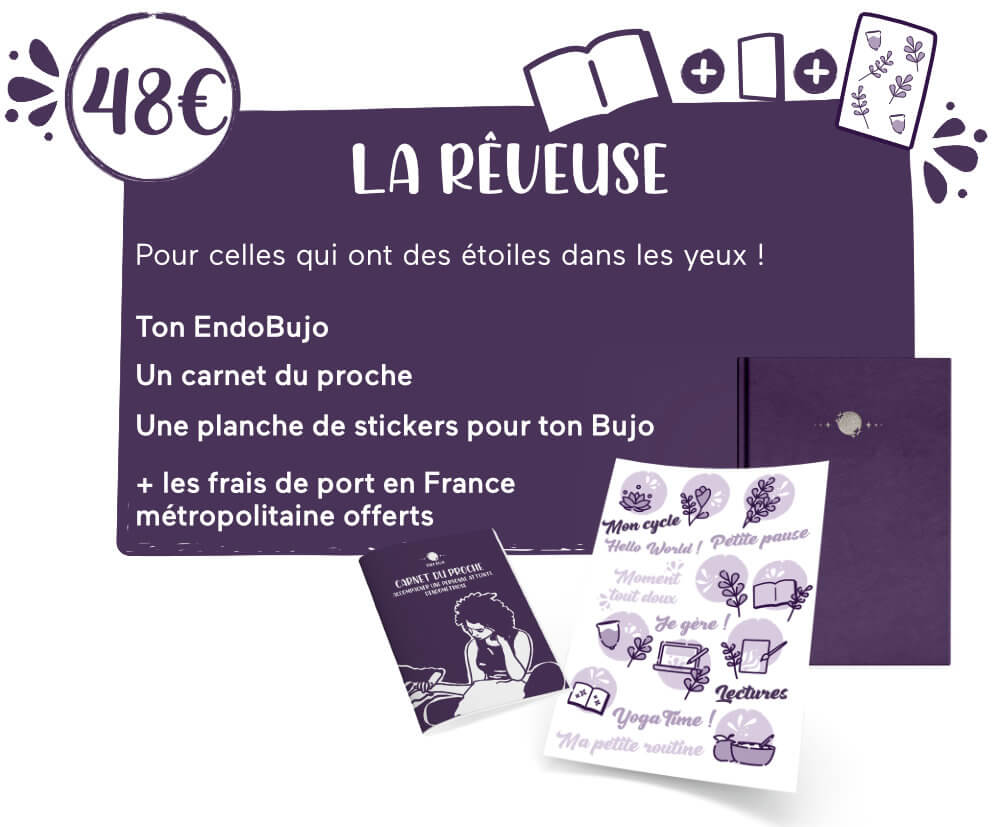 48€
LA RÊVEUSE
Pour celles qui ont des étoiles dans les yeux !
Ton EndoBujo
Un carnet du proche
Une planche de stickers pour ton Bujo
+ les frais de port en France
métropolitaine offerts
CARNET DU PROCHE
ACCOMPAGNER UNE PERSONNE ATTEINTE
D'ENDOMÉTRIOSE
Mon cycle
Hello World !
Petite pause
Moment
tout doux
Je gère !
Lectures
Yoga Time !
Ma petite routine